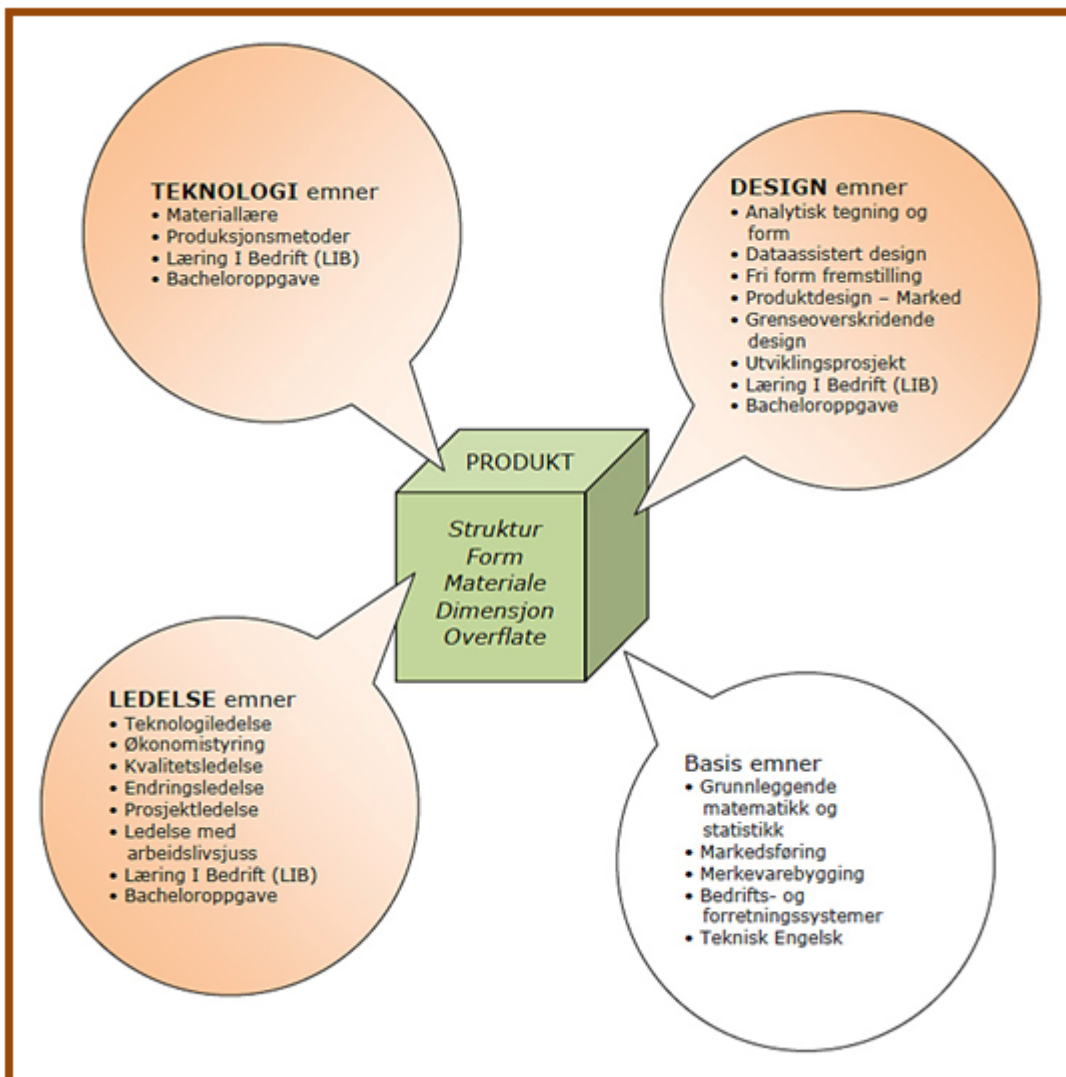 TEKNOLOGI emner
• Materiallære
• Produksjonsmetoder
• Læring I Bedrift (LIB)
• Bacheloroppgave
DESIGN emner
• Analytisk tegning og
form
• Dataassistert design
• Fri form fremstilling
• Produktdesign – Marked
• Grenseoverskridende
design
• Utviklingsprosjekt
• Læring I Bedrift (LIB)
• Bacheloroppgave
PRODUKT
Struktur
Form
Materiale
Dimensjon
Overflate
LEDELSE emner
• Teknologiledelse
• Økonomistyring
• Kvalitetsledelse
• Endringsledelse
• Prosjektledelse
• Ledelse med
arbeidslivsjuss
• Læring I Bedrift (LIB)
• Bacheloroppgave
Basis emner
• Grunnleggende
matematikk og
statistikk
• Markedsføring
• Merkevarebygging
• Bedrifts- og
forretningssystemer
• Teknisk Engelsk